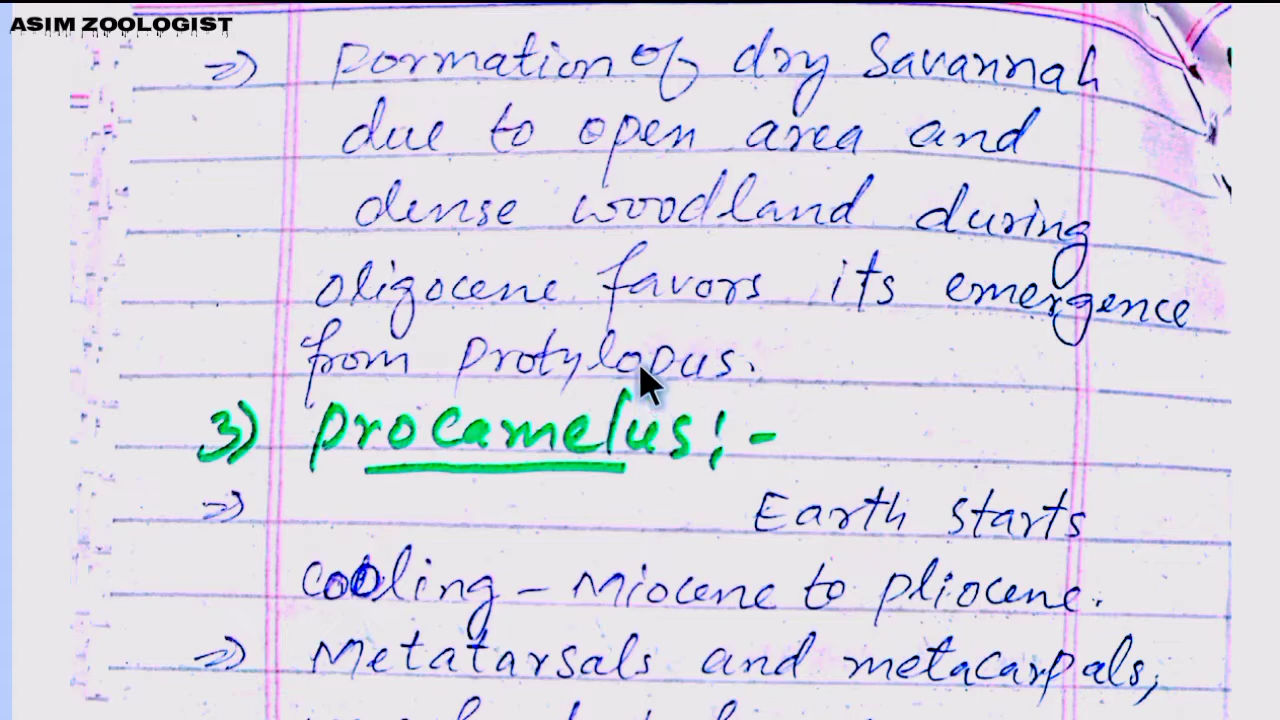 ASIM ZOOLOGIST
=) Formation of dry Savannah
due to open area and
dense woodland during
oligocene favors its emergence
from protylopus.
3) procamelus:-
=) Earth starts
cooling - Miocene to pliocene.
=) Metatarsals and metacarpals,